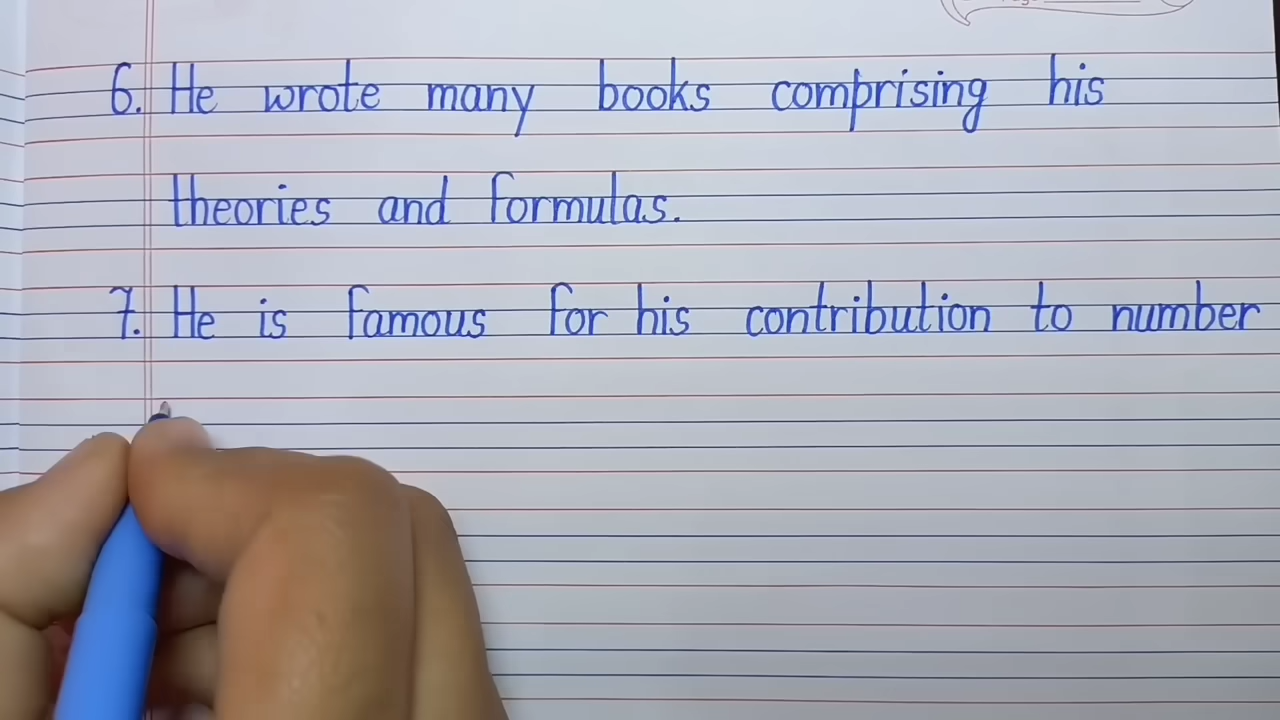 6. He wrote many books comprising his
theories and formulas.
7. He is famous for his contribution to number